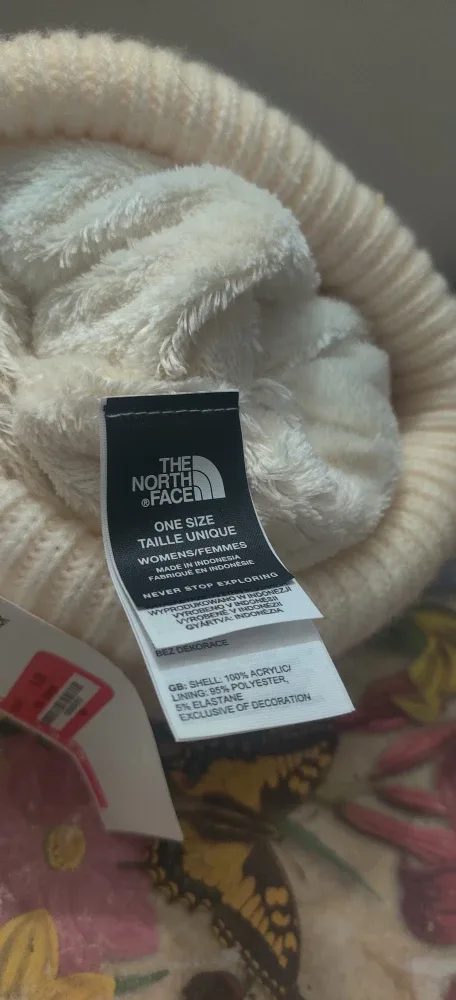 THE
NORTH
FACE
®
ONE SIZE
TAILLE UNIQUE
WOMENS/FEMMES
MADE IN INDONESIA
FABRIQUÉ EN INDONÉSIE
NEVER STOP EXPLORING
WYPRODUKOWANO W INDONEZJI
VYROBENO V INDONÉSII
VYROBENÉ V INDONÉZII
GYÁRTVA: INDONÉZIA
BEZ DEKORACE
GB: SHELL: 100% ACRYLIC/
LINING: 95% POLYESTER,
5% ELASTANE
EXCLUSIVE OF DECORATION